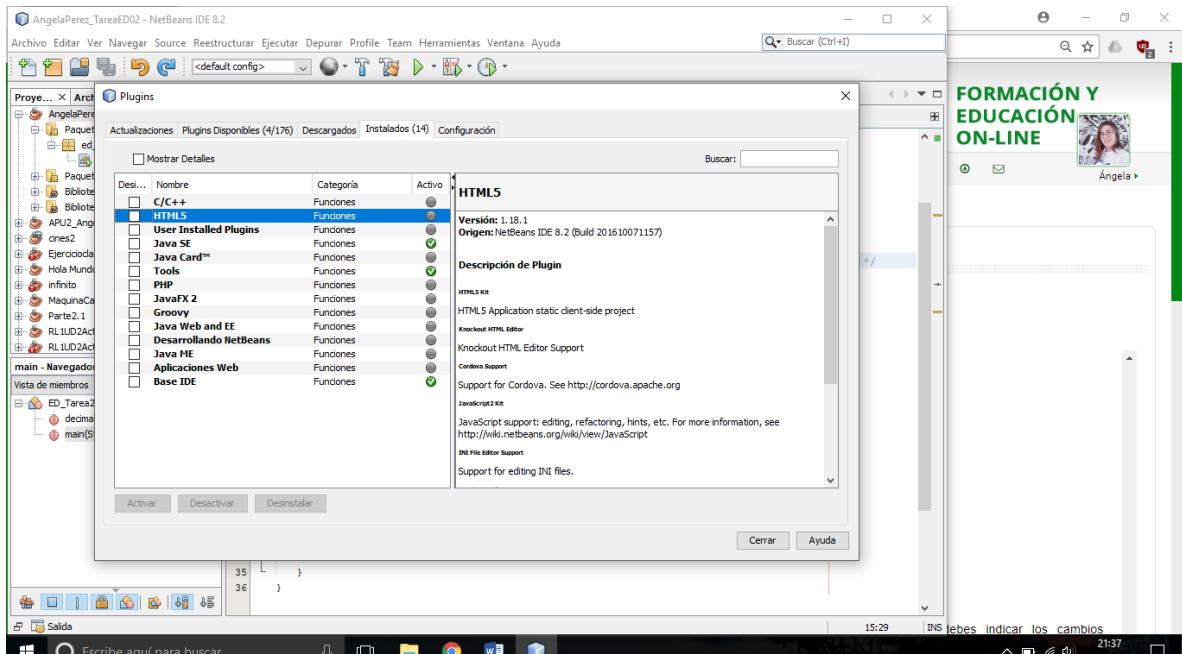 AngelaPerez_TareaED02 - NetBeans IDE 8.2
Archivo Editar Ver Navegar Source Reestructurar Ejecutar Depurar Profile Team Herramientas Ventana Ayuda
Buscar (Ctrl+I)
<default config>
Proye... Arch
AngelaPere
Paquet
ed_
Paquet
Bibliote
Bibliote
APU2_Ang
cines2
Ejerciciocla
Hola Mundo
infinito
MaquinaCa
Parte2.1
RL1UD2Act
RL1UD2Act
main - Navegador
Vista de miembros
ED_Tarea2
decima
main(S
Plugins
Actualizaciones Plugins Disponibles (4/176) Descargados Instalados (14) Configuración
Mostrar Detalles
Buscar:
Desi... Nombre Categoría Activo
C/C++ Funciones
HTML5 Funciones
User Installed Plugins Funciones
Java SE Funciones
Java Card™ Funciones
Tools Funciones
PHP Funciones
JavaFX 2 Funciones
Groovy Funciones
Java Web and EE Funciones
Desarrollando NetBeans Funciones
Java ME Funciones
Aplicaciones Web Funciones
Base IDE Funciones
HTML5
Versión: 1.18.1
Origen: NetBeans IDE 8.2 (Build 201610071157)
Descripción de Plugin
HTML5 Kit
HTML5 Application static client-side project
Knockout HTML Editor
Knockout HTML Editor Support
Cordova Support
Support for Cordova. See http://cordova.apache.org
JavaScript2 Kit
JavaScript support: editing, refactoring, hints, etc. For more information, see
http://wiki.netbeans.org/wiki/view/JavaScript
INI File Editor Support
Support for editing INI files.
Activar Desactivar Desinstalar
Cerrar Ayuda
*/
35 }
36 }
Salida
15:29 INS
FORMACIÓN Y
EDUCACIÓN
ON-LINE
Ángela
debes indicar los cambios
Escribe aquí para buscar
21:37